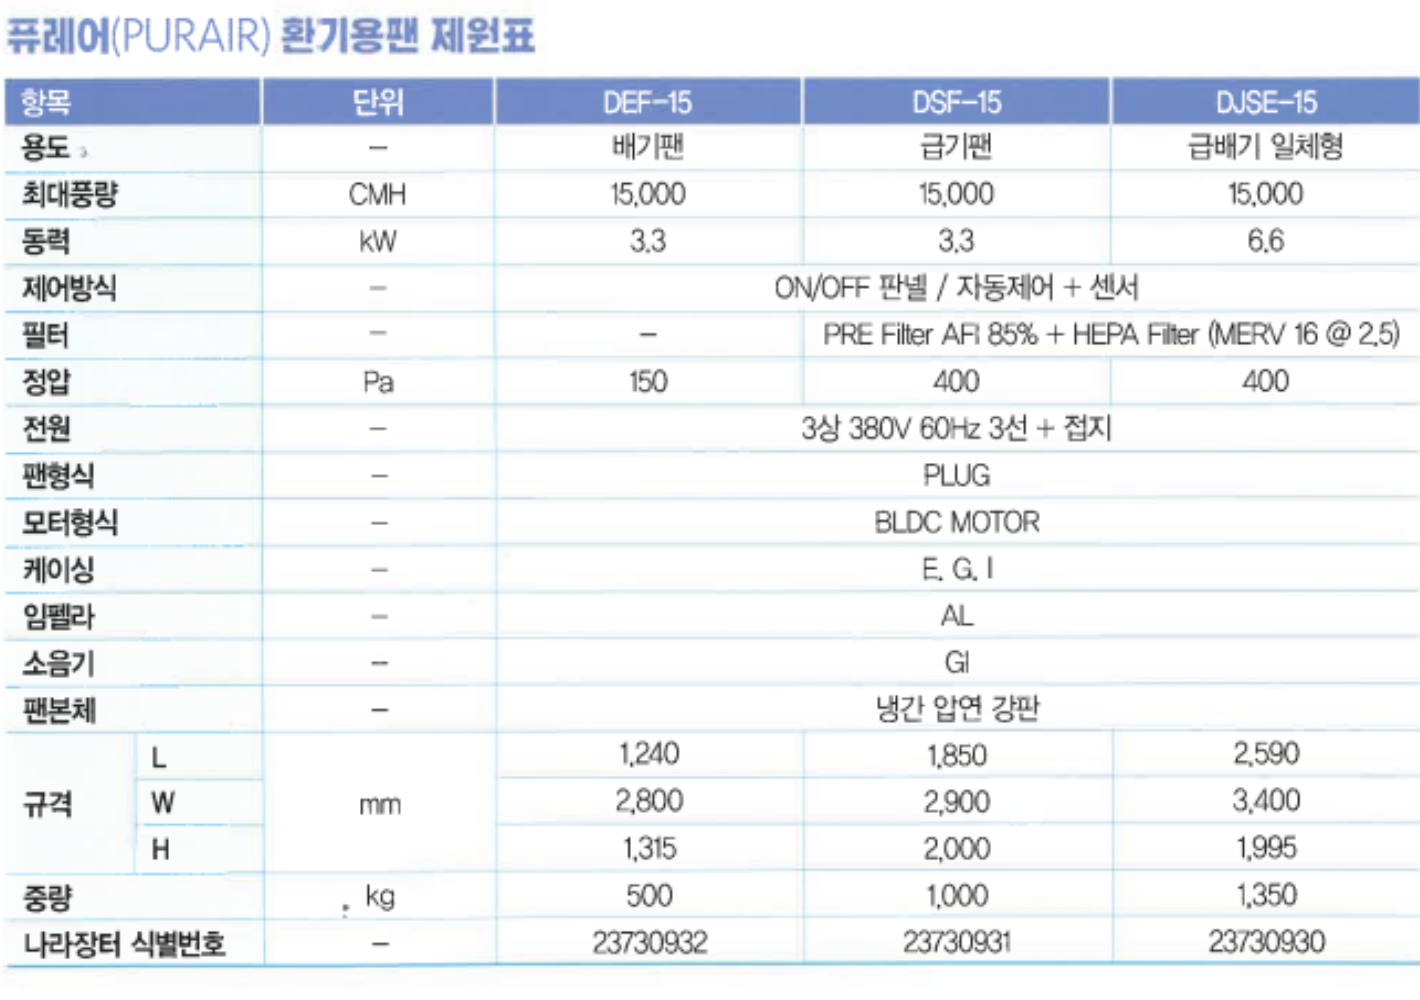 퓨레어(PURAIR) 환기용팬 제원표
항목 단위 DEF-15 DSF-15 DJSE-15
용도 - 배기팬 급기팬 급배기 일체형
최대풍량 CMH 15,000 15,000 15,000
동력 kW 3.3 3.3 6.6
제어방식 - ON/OFF 판넬 / 자동제어 + 센서
필터 - - PRE Filter AFI 85% + HEPA Filter (MERV 16 @ 2.5)
정압 Pa 150 400 400
전원 - 3상 380V 60Hz 3선 + 접지
팬형식 - PLUG
모터형식 - BLDC MOTOR
케이싱 - E. G. I
임펠라 - AL
소음기 - GI
팬본체 - 냉간 압연 강판
규격 L mm 1,240 1,850 2,590
W 2,800 2,900 3,400
H 1,315 2,000 1,995
중량 kg 500 1,000 1,350
나라장터 식별번호 - 23730932 23730931 23730930